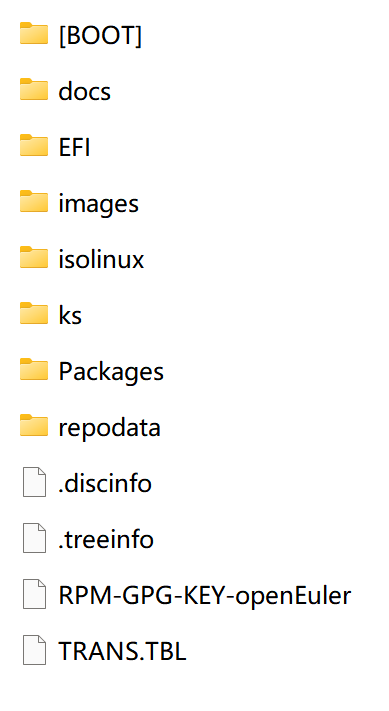 [BOOT]
docs
EFI
images
isolinux
ks
Packages
repodata
.discinfo
.treeinfo
RPM-GPG-KEY-openEuler
TRANS.TBL